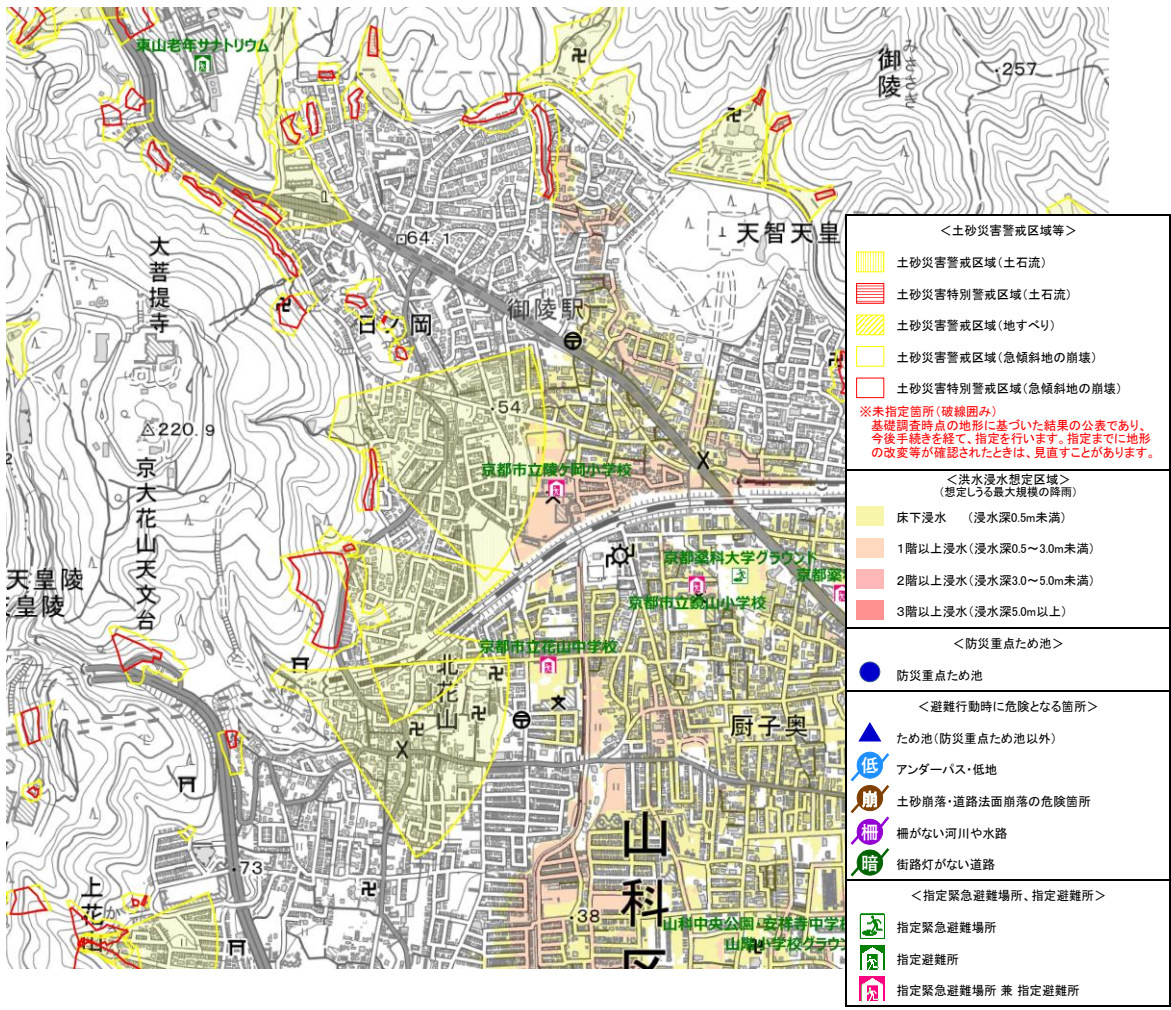 東山老年サナトリウム
御陵
みささぎ
・257
大菩提寺
64.1
御陵駅
天智天皇
日ノ岡
・54
220.9
京大花山天文台
京都市立陵ケ岡小学校
京都薬科大学グラウンド
京都薬
京都市立鏡山小学校
天皇陵
皇陵
京都市立花山中学校
北花山
厨子奥
山科区
・73
上花山
か
・38
山科中央公園・安祥寺中学校
山階小学校グラウン
＜土砂災害警戒区域等＞
土砂災害警戒区域（土石流）
土砂災害特別警戒区域（土石流）
土砂災害警戒区域（地すべり）
土砂災害警戒区域（急傾斜地の崩壊）
土砂災害特別警戒区域（急傾斜地の崩壊）
※未指定箇所（破線囲み）
基礎調査時点の地形に基づいた結果の公表であり、
今後手続きを経て、指定を行います。指定までに地形
の改変等が確認されたときは、見直すことがあります。
＜洪水浸水想定区域＞
（想定しうる最大規模の降雨）
床下浸水　（浸水深0.5m未満）
1階以上浸水（浸水深0.5～3.0m未満）
2階以上浸水（浸水深3.0～5.0m未満）
3階以上浸水（浸水深5.0m以上）
＜防災重点ため池＞
防災重点ため池
＜避難行動時に危険となる箇所＞
ため池（防災重点ため池以外）
低 アンダーパス・低地
崩 土砂崩落・道路法面崩落の危険箇所
柵 柵がない河川や水路
暗 街路灯がない道路
＜指定緊急避難場所、指定避難所＞
指定緊急避難場所
指定避難所
指定緊急避難場所 兼 指定避難所